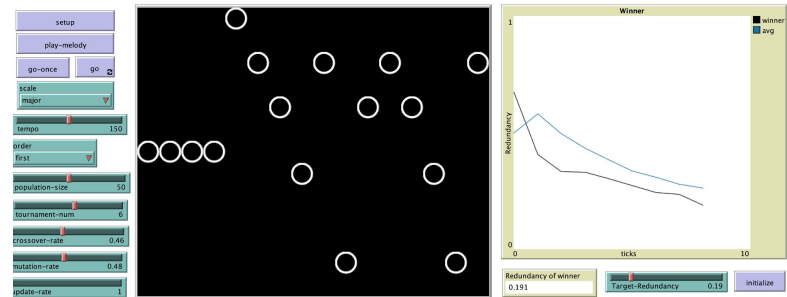 setup
play-melody
go-once
go
scale
major
tempo 150
order
first
population-size 50
tournament-num 6
crossover-rate 0.46
mutation-rate 0.48
update-rate 1
Winner
1
Redundancy
0
0
ticks
10
winner
avg
Redundancy of winner
0.191
Target-Redundancy 0.19
initialize